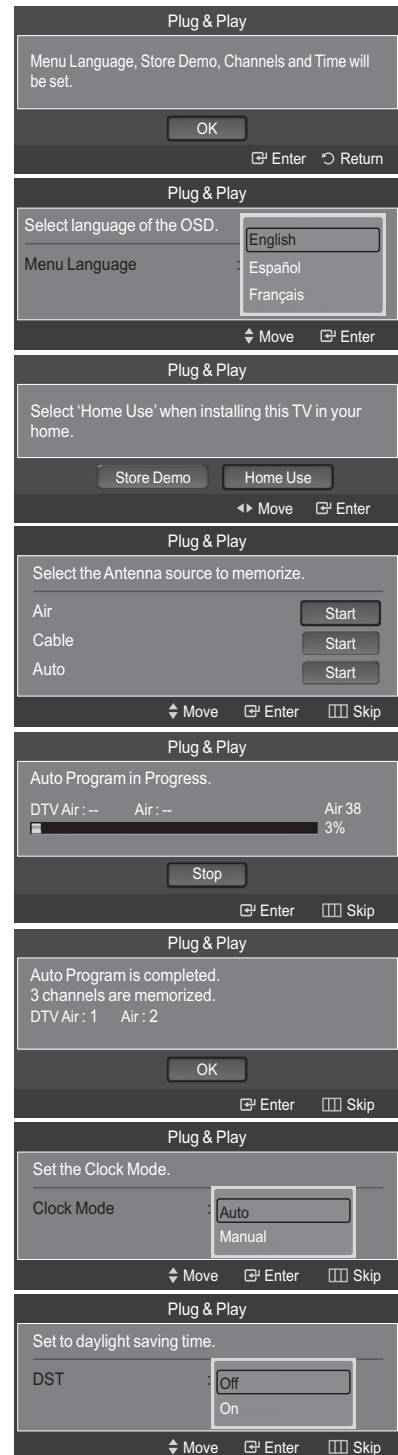 Plug & Play
Menu Language, Store Demo, Channels and Time will
be set.
OK
Enter Return
Plug & Play
Select language of the OSD.
Menu Language : English
Español
Français
Move Enter
Plug & Play
Select ‘Home Use’ when installing this TV in your
home.
Store Demo Home Use
Move Enter
Plug & Play
Select the Antenna source to memorize.
Air Start
Cable Start
Auto Start
Move Enter Skip
Plug & Play
Auto Program in Progress.
DTV Air : -- Air : -- Air 38
3%
Stop
Enter Skip
Plug & Play
Auto Program is completed.
3 channels are memorized.
DTV Air : 1 Air : 2
OK
Enter Skip
Plug & Play
Set the Clock Mode.
Clock Mode : Auto
Manual
Move Enter Skip
Plug & Play
Set to daylight saving time.
DST : Off
On
Move Enter Skip